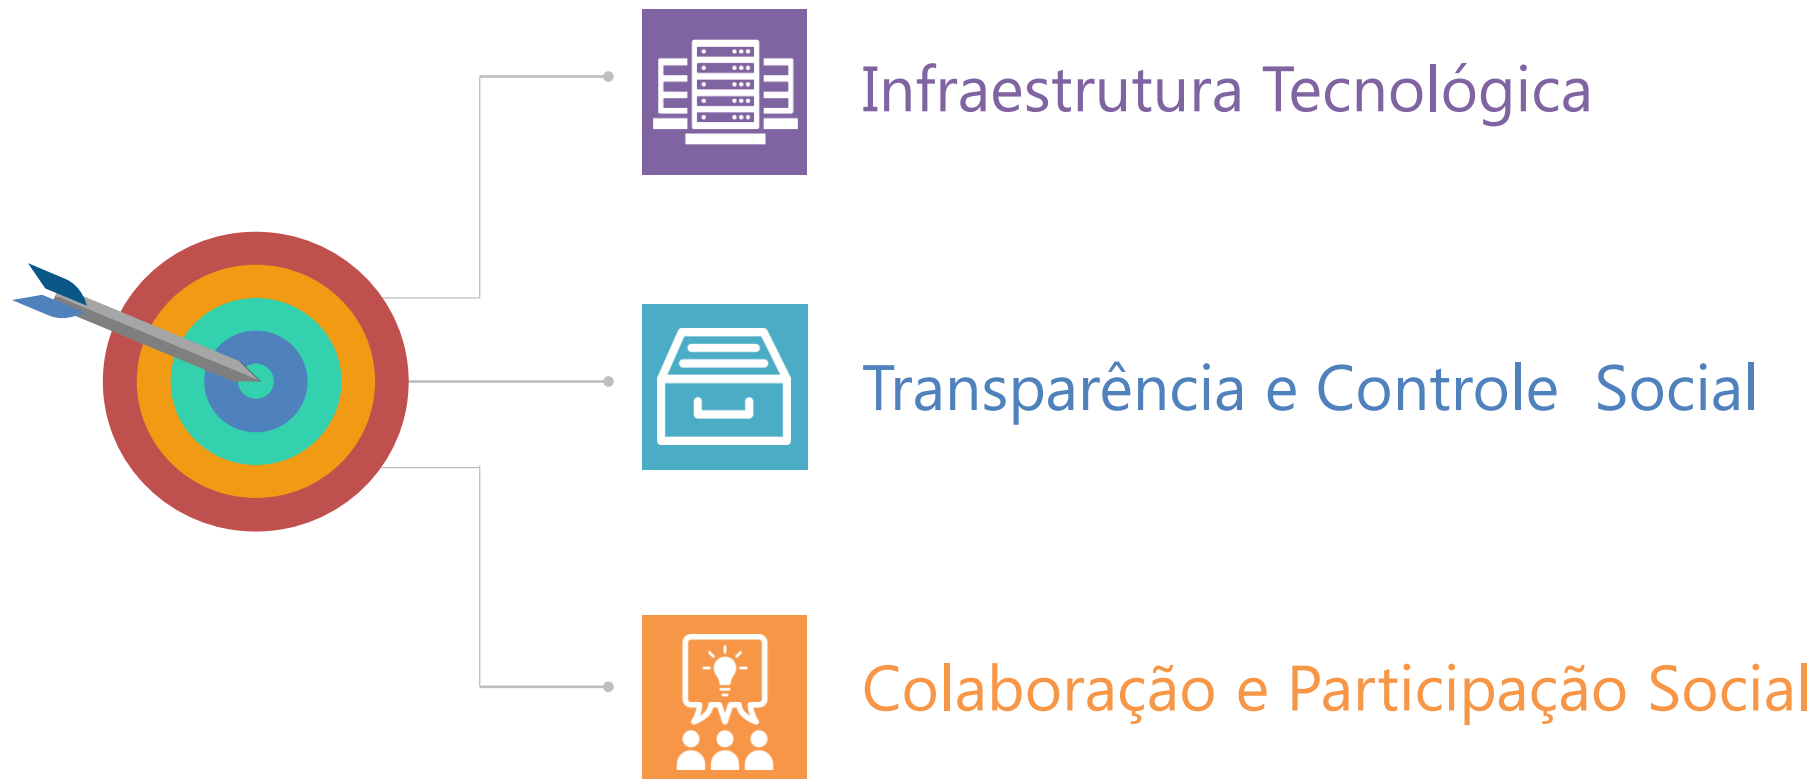 Infraestrutura Tecnológica
Transparência e Controle  Social
Colaboração e Participação Social